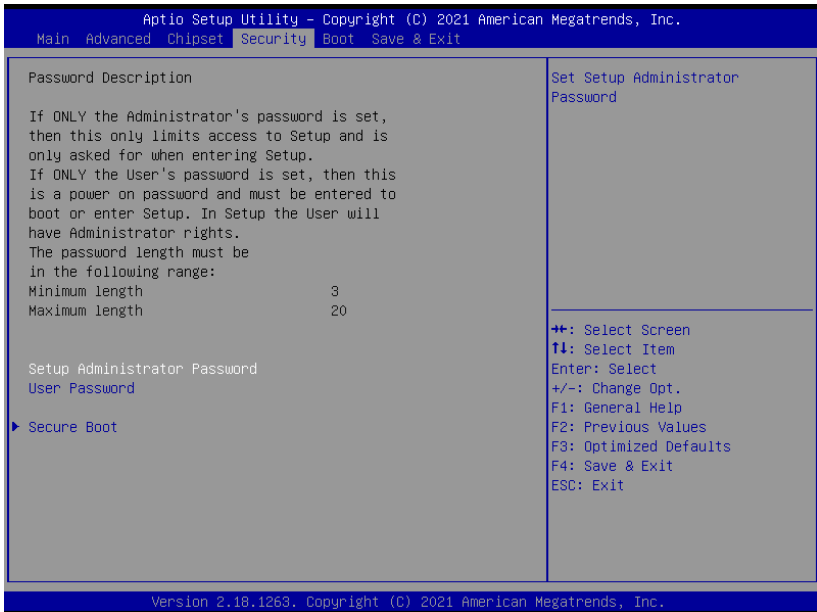 Aptio Setup Utility – Copyright (C) 2021 American Megatrends, Inc.
Main Advanced Chipset Security Boot Save & Exit
Password Description
If ONLY the Administrator's password is set,
then this only limits access to Setup and is
only asked for when entering Setup.
If ONLY the User's password is set, then this
is a power on password and must be entered to
boot or enter Setup. In Setup the User will
have Administrator rights.
The password length must be
in the following range:
Minimum length 3
Maximum length 20
Setup Administrator Password
User Password
Secure Boot
Set Setup Administrator
Password
→←: Select Screen
↑↓: Select Item
Enter: Select
+/-: Change Opt.
F1: General Help
F2: Previous Values
F3: Optimized Defaults
F4: Save & Exit
ESC: Exit
Version 2.18.1263. Copyright (C) 2021 American Megatrends, Inc.